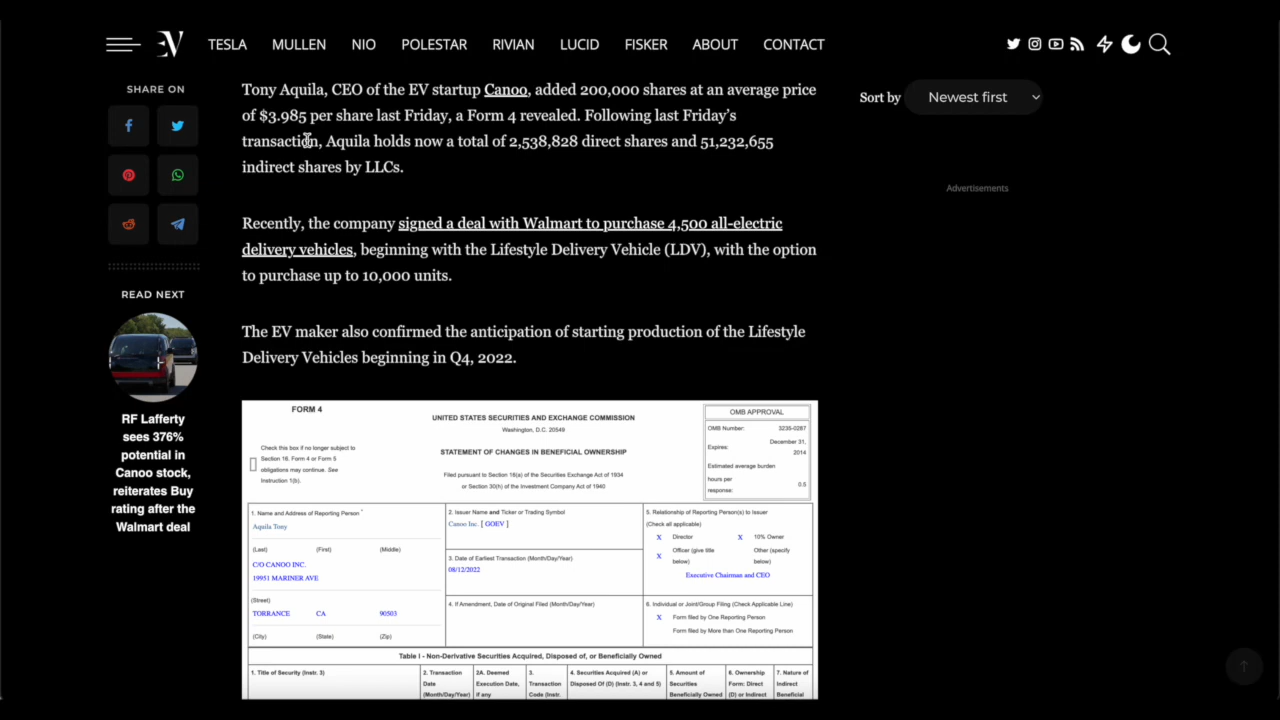 EV
TESLA MULLEN NIO POLESTAR RIVIAN LUCID FISKER ABOUT CONTACT
SHARE ON
Tony Aquila, CEO of the EV startup Canoo, added 200,000 shares at an average price
of $3.985 per share last Friday, a Form 4 revealed. Following last Friday's
transaction, Aquila holds now a total of 2,538,828 direct shares and 51,232,655
indirect shares by LLCs.
Sort by Newest first
Advertisements
Recently, the company signed a deal with Walmart to purchase 4,500 all-electric
delivery vehicles, beginning with the Lifestyle Delivery Vehicle (LDV), with the option
to purchase up to 10,000 units.
READ NEXT
RF Lafferty
sees 376%
potential in
Canoo stock,
reiterates Buy
rating after the
Walmart deal
The EV maker also confirmed the anticipation of starting production of the Lifestyle
Delivery Vehicles beginning in Q4, 2022.
FORM 4
Check this box if no longer subject to
Section 16. Form 4 or Form 5
obligations may continue. See
Instruction 1(b).
UNITED STATES SECURITIES AND EXCHANGE COMMISSION
Washington, D.C. 20549
STATEMENT OF CHANGES IN BENEFICIAL OWNERSHIP
Filed pursuant to Section 16(a) of the Securities Exchange Act of 1934
or Section 30(h) of the Investment Company Act of 1940
OMB APPROVAL
OMB Number: 3235-0287
Expires: December 31,
2014
Estimated average burden
hours per
response: 0.5
1. Name and Address of Reporting Person *
Aquila Tony
(Last) (First) (Middle)
C/O CANOO INC.
19951 MARINER AVE
(Street)
TORRANCE CA 90503
(City) (State) (Zip)
2. Issuer Name and Ticker or Trading Symbol
Canoo Inc. [ GOEV ]
3. Date of Earliest Transaction (Month/Day/Year)
08/12/2022
4. If Amendment, Date of Original Filed (Month/Day/Year)
5. Relationship of Reporting Person(s) to Issuer
(Check all applicable)
X Director X 10% Owner
X Officer (give title
below) Other (specify
below)
Executive Chairman and CEO
6. Individual or Joint/Group Filing (Check Applicable Line)
X Form filed by One Reporting Person
Form filed by More than One Reporting Person
Table I - Non-Derivative Securities Acquired, Disposed of, or Beneficially Owned
1. Title of Security (Instr. 3)
2. Transaction
Date
(Month/Day/Year)
2A. Deemed
Execution Date,
if any
3.
Transaction
Code (Instr.
4. Securities Acquired (A) or
Disposed Of (D) (Instr. 3, 4 and 5)
5. Amount of
Securities
Beneficially Owned
6. Ownership
Form: Direct
(D) or Indirect
7. Nature of
Indirect
Beneficial